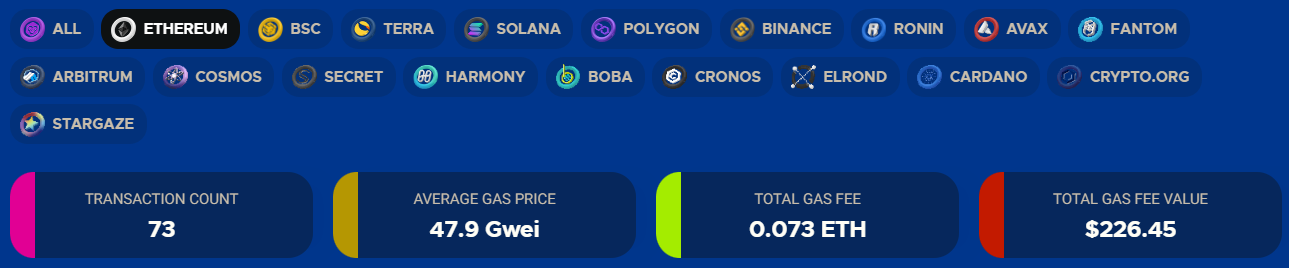 ALL ETHEREUM BSC TERRA SOLANA POLYGON BINANCE RONIN AVAX FANTOM
ARBITRUM COSMOS SECRET HARMONY BOBA CRONOS ELROND CARDANO CRYPTO.ORG
STARGAZE
TRANSACTION COUNT AVERAGE GAS PRICE TOTAL GAS FEE TOTAL GAS FEE VALUE
73 47.9 Gwei 0.073 ETH $226.45